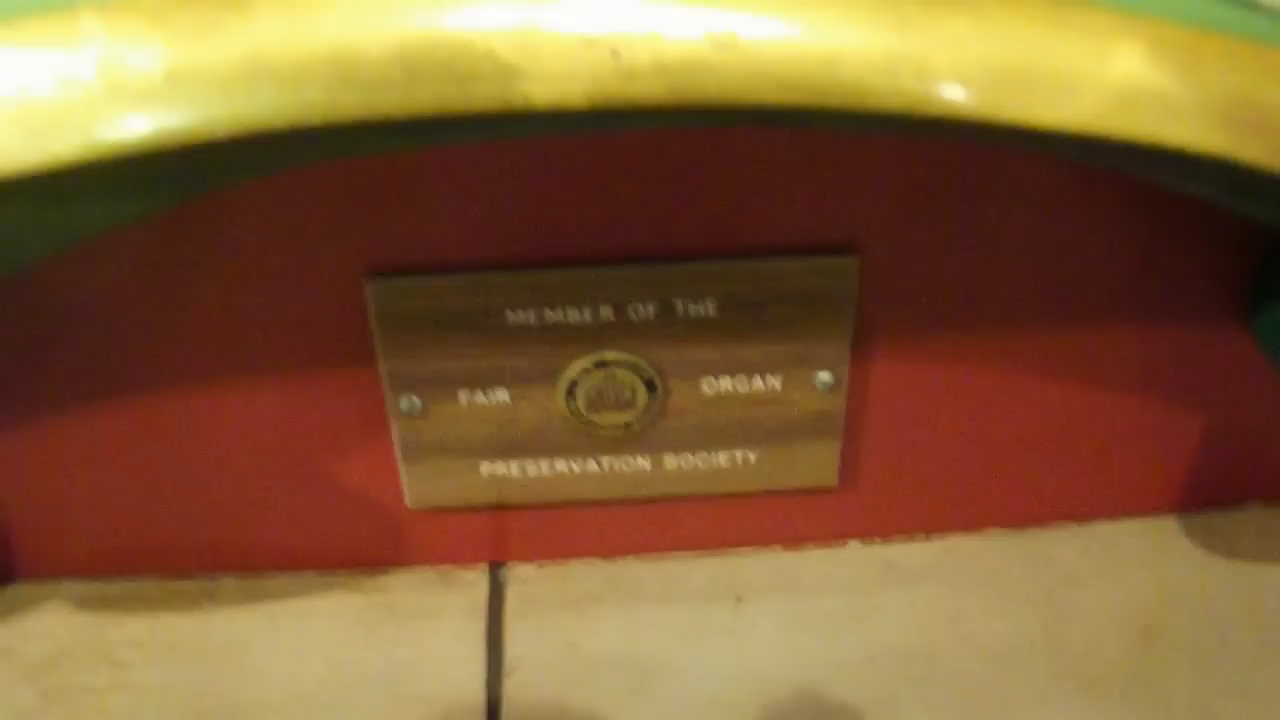 MEMBER OF THE
FAIR ORGAN
PRESERVATION SOCIETY